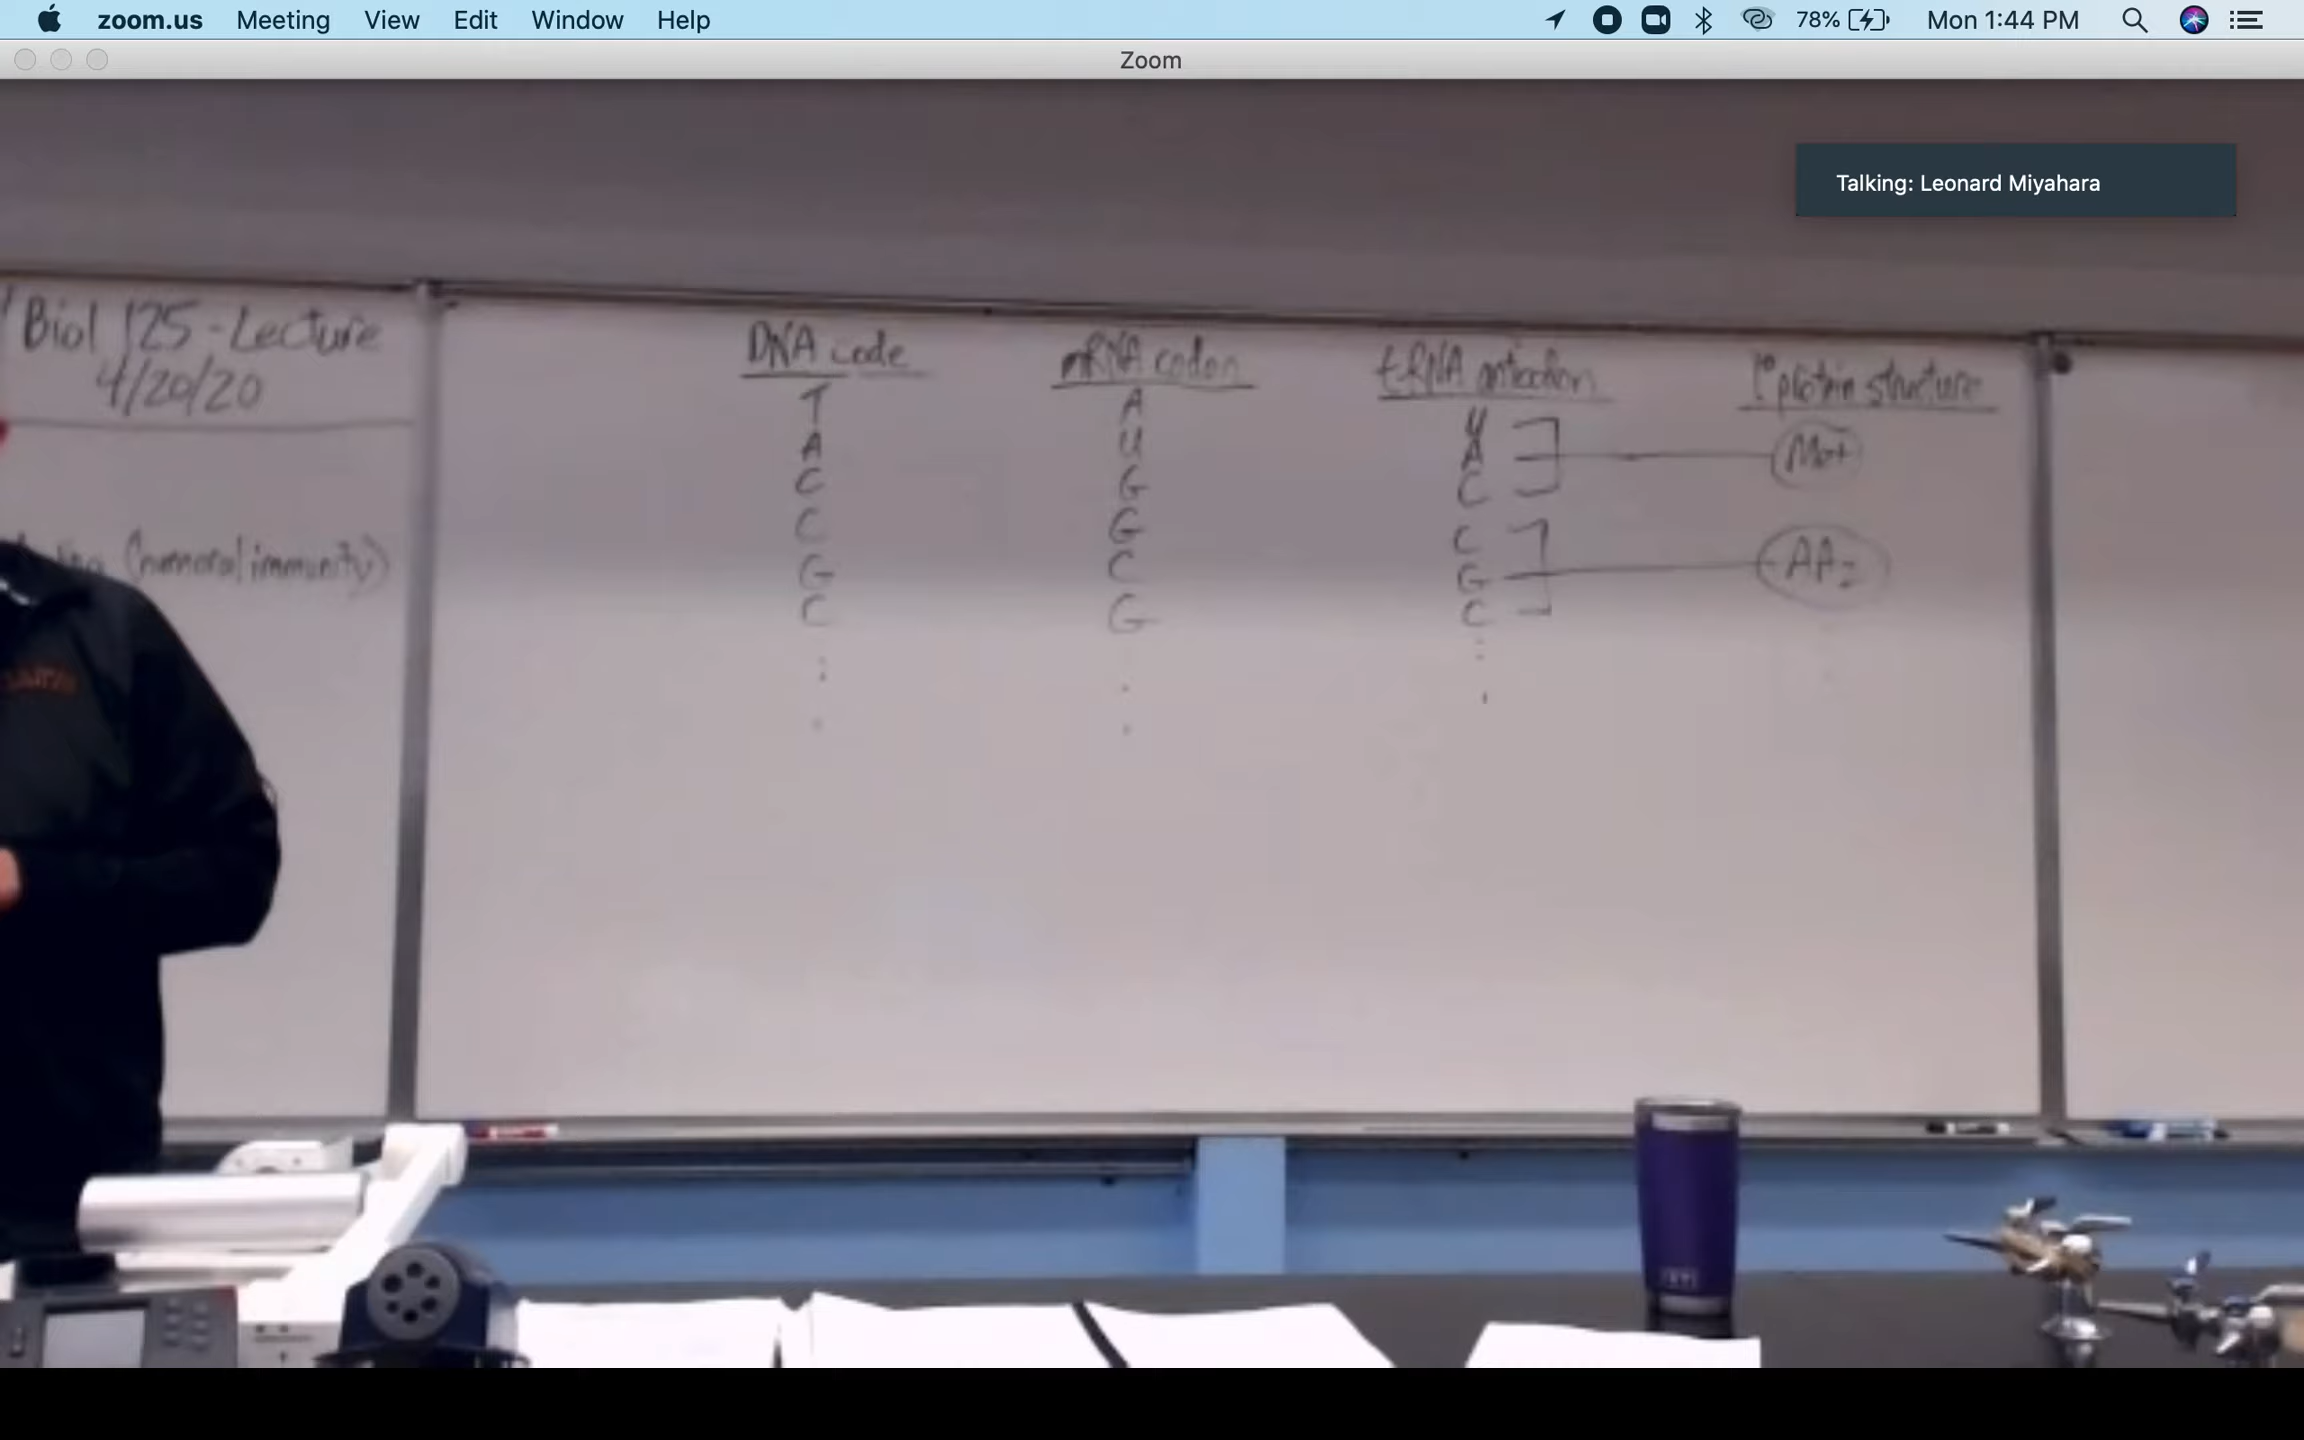 zoom.us Meeting View Edit Window Help 78% Mon 1:44 PM
Zoom
Talking: Leonard Miyahara
Biol 125 - Lecture
4/20/20
(humoral immunity)
DNA code mRNA codon tRNA anticodon 1° protein structure
T A U
A U A Met
C G C
C G C
G C G AA2
C G C
YETI